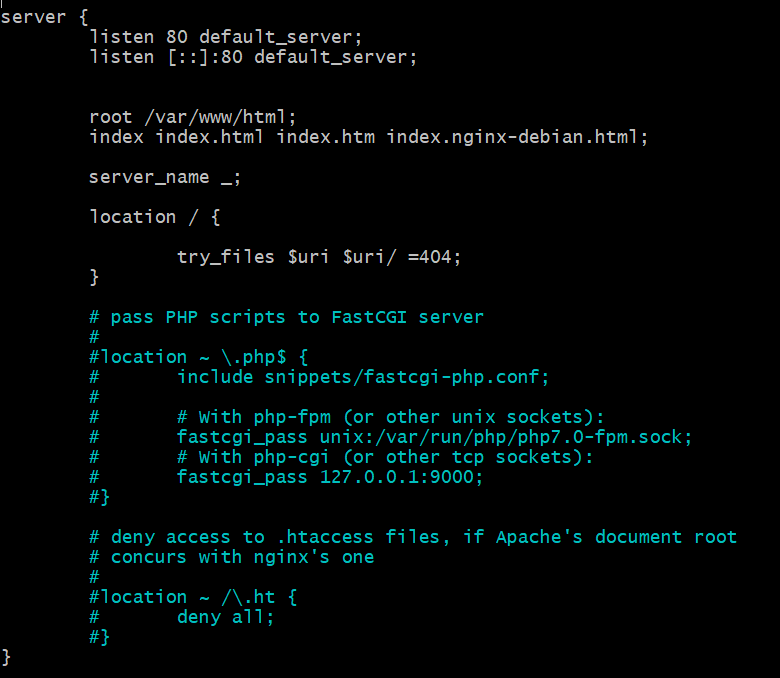 server {
        listen 80 default_server;
        listen [::]:80 default_server;
        root /var/www/html;
        index index.html index.htm index.nginx-debian.html;
        server_name _;
        location / {
                try_files $uri $uri/ =404;
        }
        # pass PHP scripts to FastCGI server
        #
        #location ~ \.php$ {
        #       include snippets/fastcgi-php.conf;
        #
        #       # With php-fpm (or other unix sockets):
        #       fastcgi_pass unix:/var/run/php/php7.0-fpm.sock;
        #       # With php-cgi (or other tcp sockets):
        #       fastcgi_pass 127.0.0.1:9000;
        #}
        # deny access to .htaccess files, if Apache's document root
        # concurs with nginx's one
        #
        #location ~ /\.ht {
        #       deny all;
        #}
}